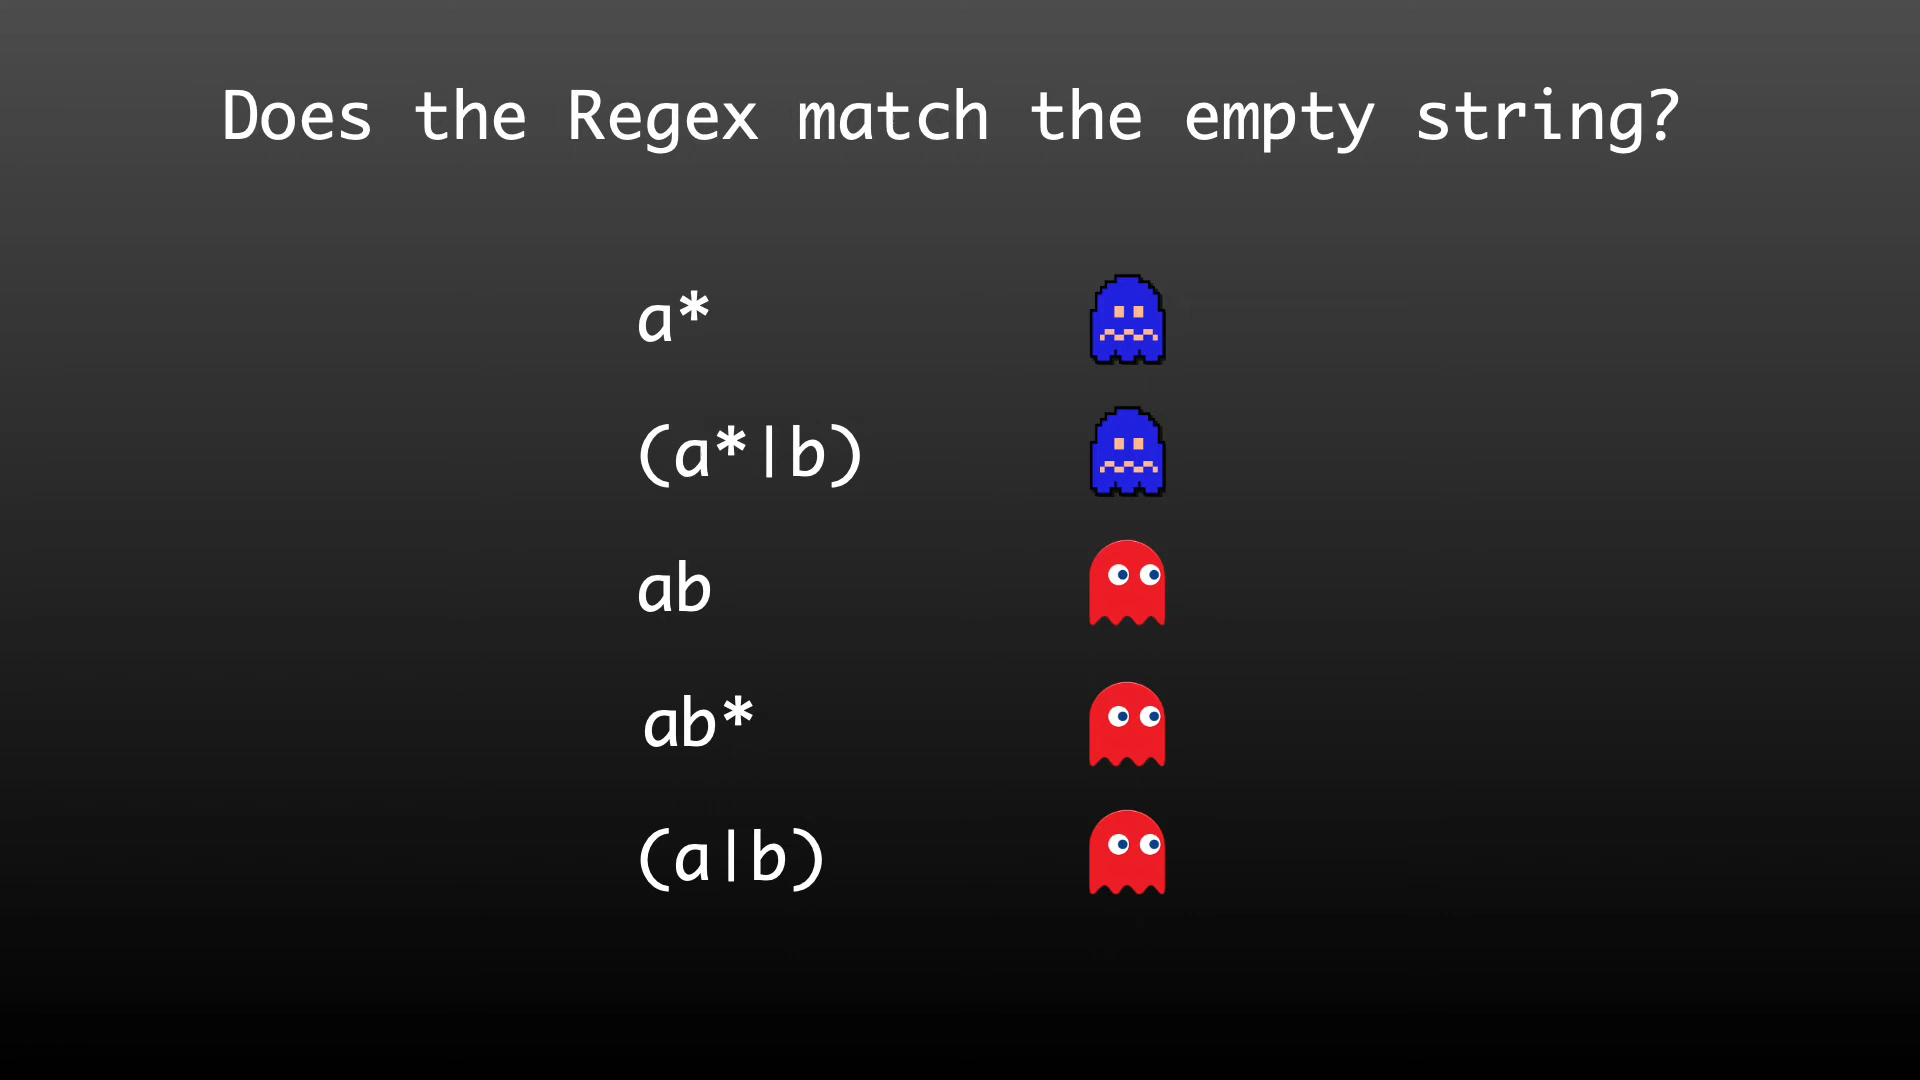 Does the Regex match the empty string?
a*
(a*|b)
ab
ab*
(a|b)